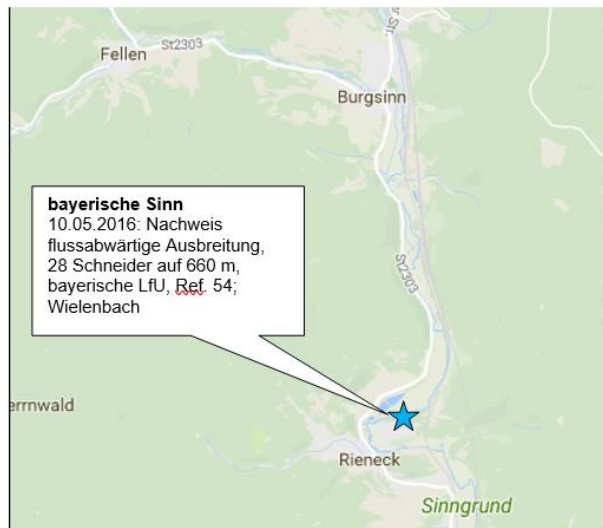 St2303
Fellen
Burgsinn
bayerische Sinn
10.05.2016: Nachweis
flussabwärtige Ausbreitung,
28 Schneider auf 660 m,
bayerische LfU, Ref. 54;
Wielenbach
St2303
errnwald
Rieneck
Sinngrund